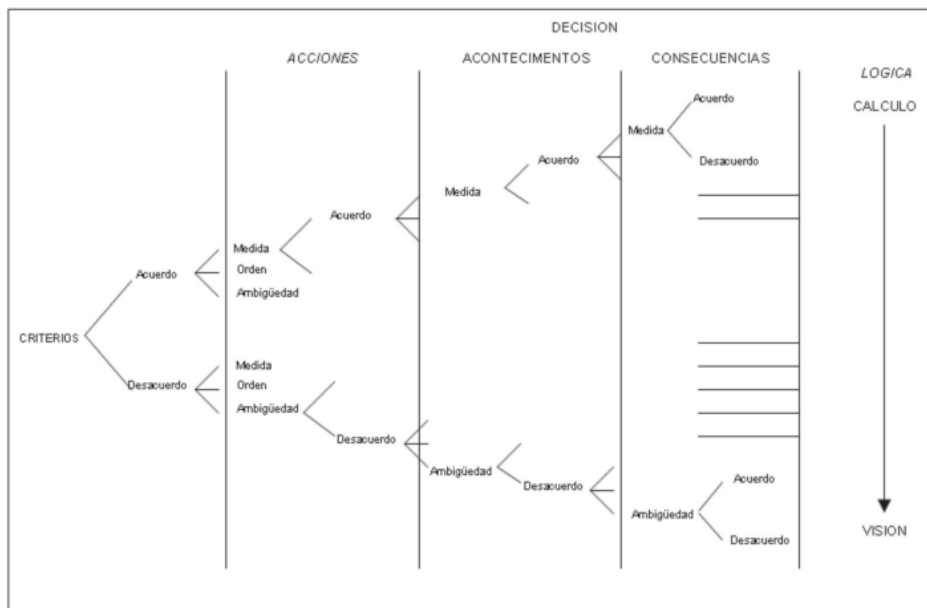 DECISION
ACCIONES
ACONTECIMENTOS
CONSECUENCIAS
LOGICA
CALCULO
Acuerdo
Medida
Desacuerdo
Acuerdo
Medida
Acuerdo
Medida
Orden
Ambigüedad
Acuerdo
CRITERIOS
Desacuerdo
Medida
Orden
Ambigüedad
Desacuerdo
Ambigüedad
Desacuerdo
Ambigüedad
Acuerdo
Desacuerdo
VISION